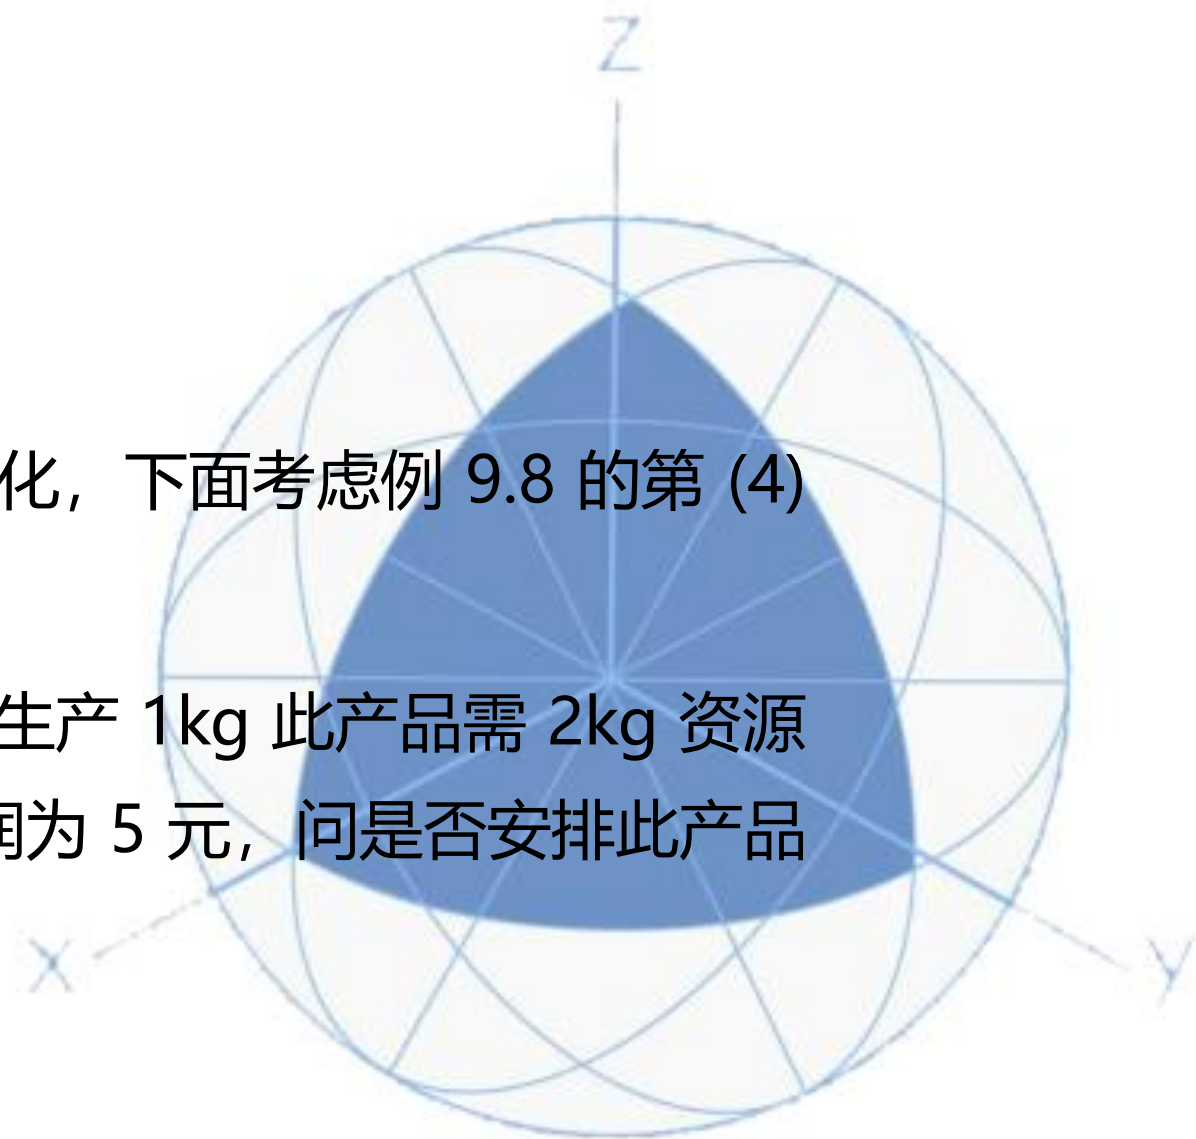 Z
化，下面考虑例 9.8 的第 (4)
生产 1kg 此产品需 2kg 资源
润为 5 元，问是否安排此产品
X
y